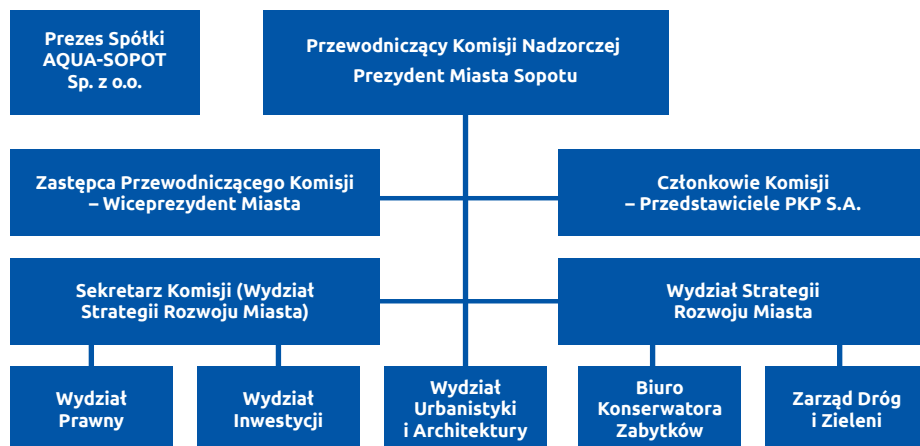 Prezes Spółki
AQUA-SOPOT
Sp. z o.o.
Przewodniczący Komisji Nadzorczej
Prezydent Miasta Sopotu
Zastępca Przewodniczącego Komisji
– Wiceprezydent Miasta
Członkowie Komisji
– Przedstawiciele PKP S.A.
Sekretarz Komisji (Wydział
Strategii Rozwoju Miasta)
Wydział Strategii
Rozwoju Miasta
Wydział
Prawny
Wydział
Inwestycji
Wydział
Urbanistyki
i Architektury
Biuro
Konserwatora
Zabytków
Zarząd Dróg
i Zieleni